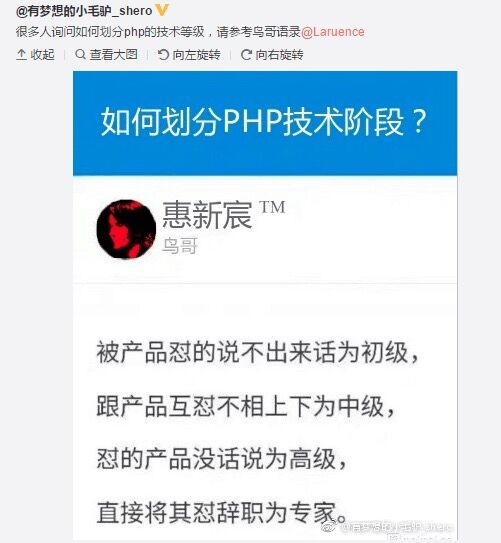 @有梦想的小毛驴_shero
很多人询问如何划分php的技术等级，请参考鸟哥语录@Laruence
收起 查看大图 向左旋转 向右旋转
如何划分PHP技术阶段？
惠新宸™
鸟哥
被产品怼的说不出来话为初级，
跟产品互怼不相上下为中级，
怼的产品没话说为高级，
直接将其怼辞职为专家。
@有梦想的小毛驴_shero